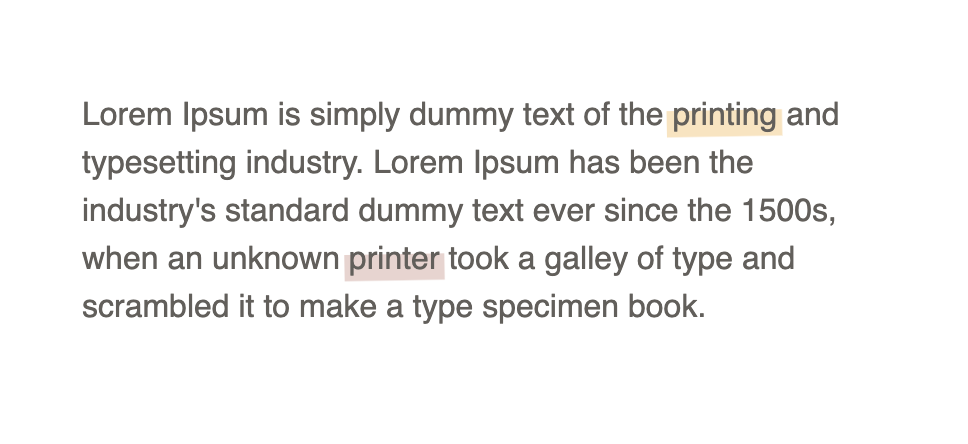 Lorem Ipsum is simply dummy text of the printing and
typesetting industry. Lorem Ipsum has been the
industry's standard dummy text ever since the 1500s,
when an unknown printer took a galley of type and
scrambled it to make a type specimen book.